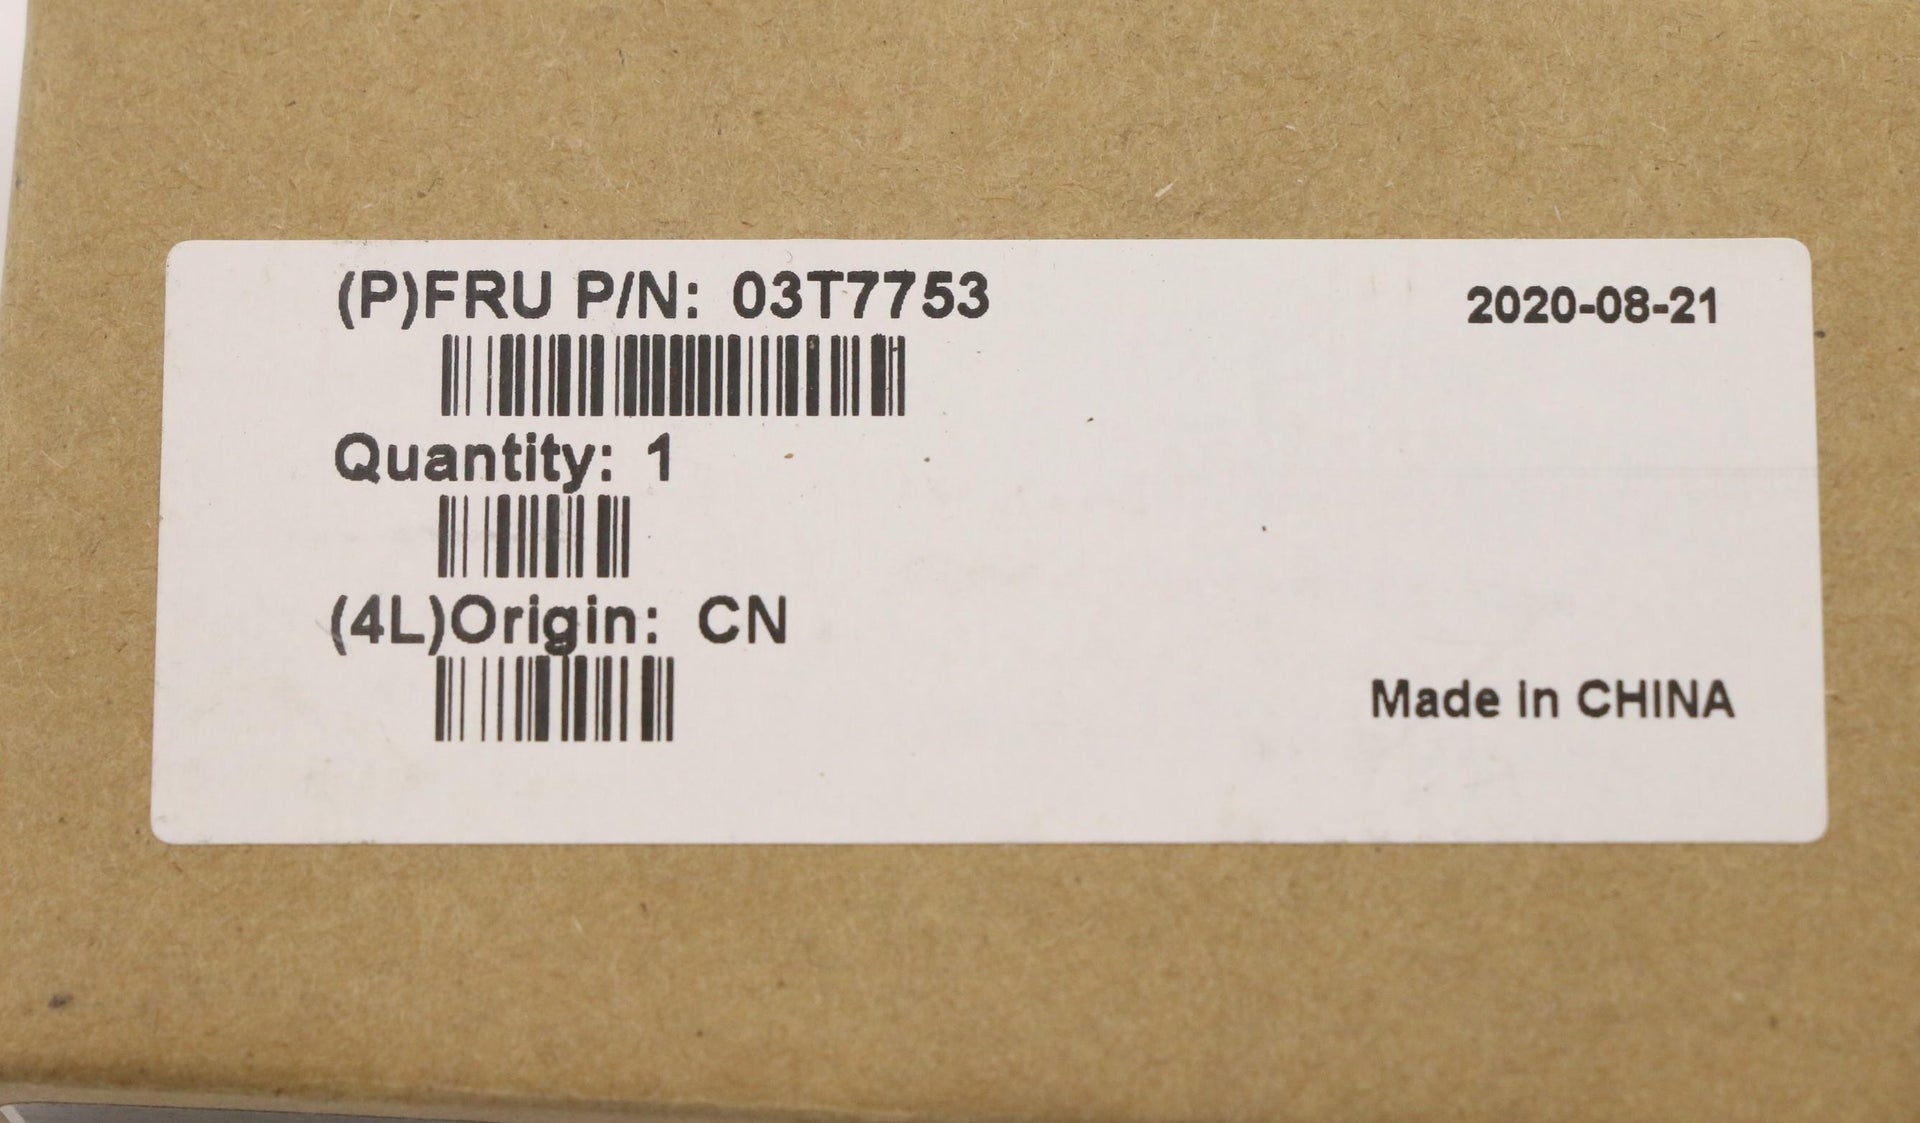 (P)FRU P/N: 03T7753
2020-08-21
Quantity: 1
(4L)Origin: CN
Made in CHINA